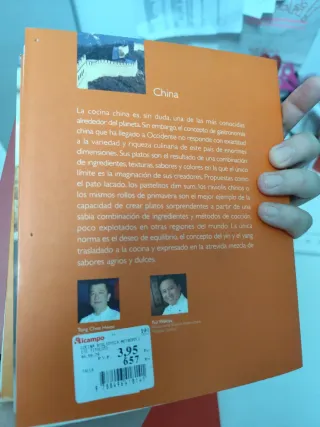 China
La cocina china es, sin duda, una de las más conocidas
alrededor del planeta. Sin embargo, el concepto de gastronomía
china que ha llegado a Occidente no responde con exactitud
a la variedad y riqueza culinaria de este país de enormes
dimensiones. Sus platos son el resultado de una combinación
de ingredientes, texturas, sabores y colores en la que el único
límite es la imaginación de sus creadores. Propuestas como
el pato lacado, los pastelitos dim sum, los raviolis chinos o
los mismos rollos de primavera son el mejor ejemplo de la
capacidad de crear platos sorprendentes a partir de una
sabia combinación de ingredientes y métodos de cocción
poco explotados en otras regiones del mundo. La única
norma es el deseo de equilibrio, el concepto del yin y el yang
trasladado a la cocina y expresado en la atrevida mezcla de
sabores agrios y dulces.
Alcampo
3,95
657